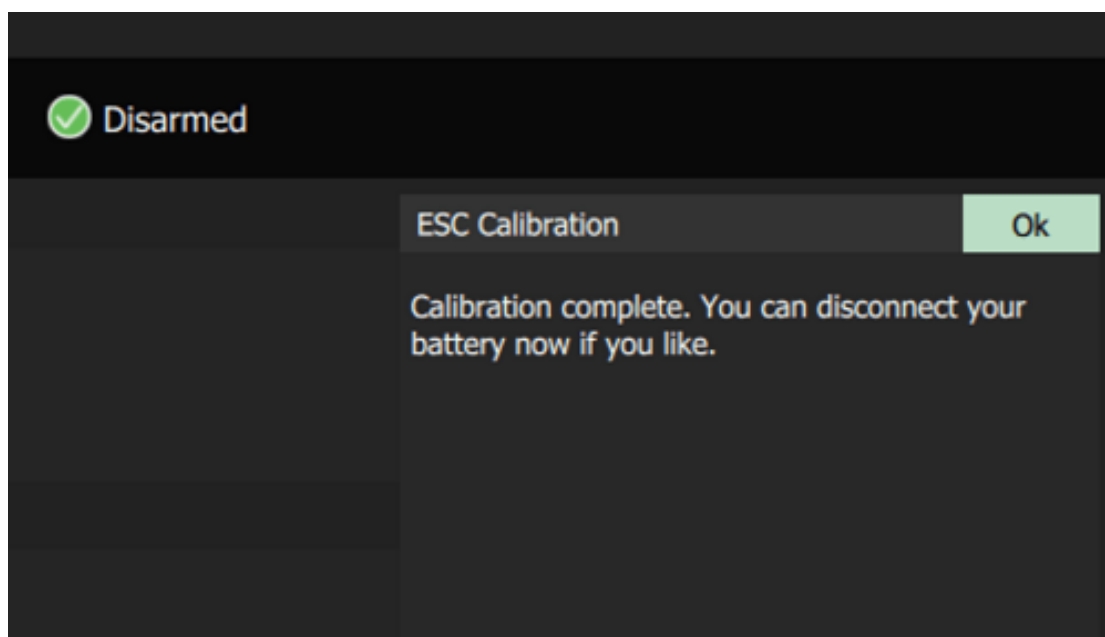 Disarmed
ESC Calibration
Ok
Calibration complete. You can disconnect your
battery now if you like.